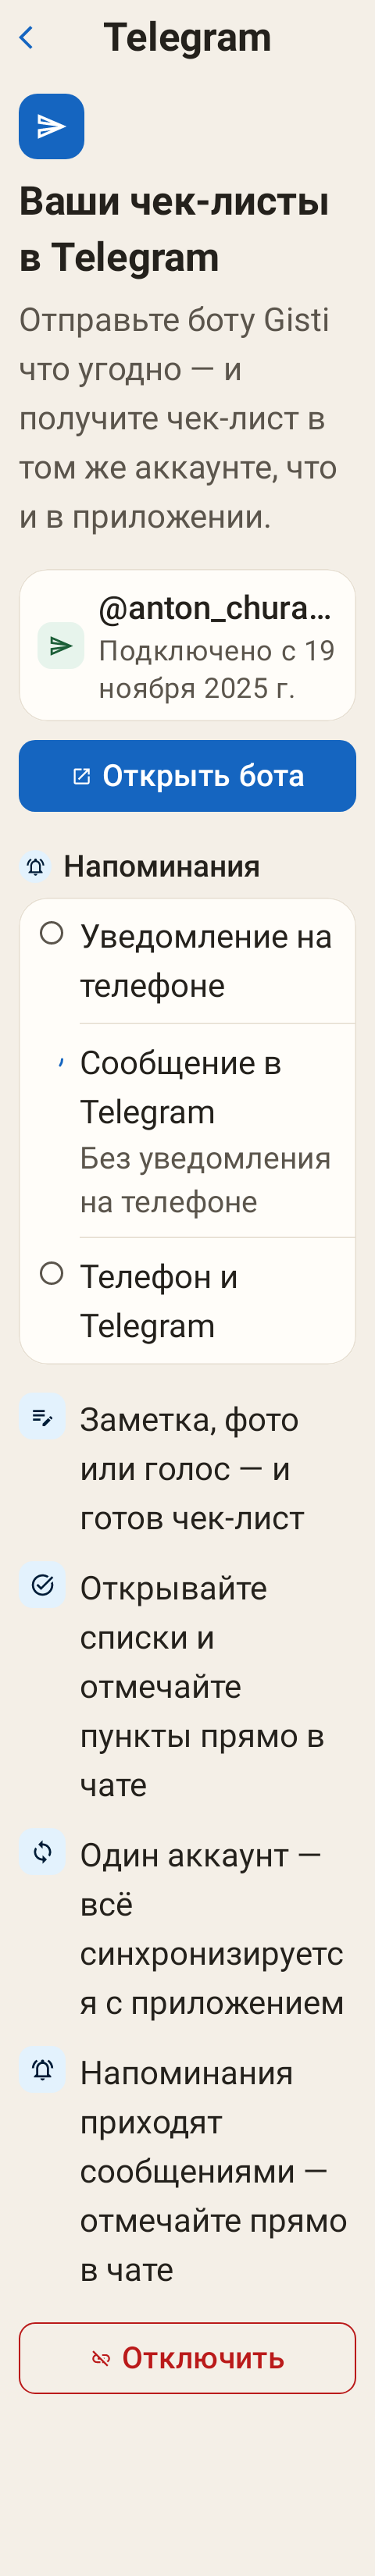 Telegram
Ваши чек-листы
в Telegram
Отправьте боту Gisti
что угодно — и
получите чек-лист в
том же аккаунте, что
и в приложении.
@anton_chura...
Подключено с 19
ноября 2025 г.
Открыть бота
Напоминания
Уведомление на
телефоне
Сообщение в
Telegram
Без уведомления
на телефоне
Телефон и
Telegram
Заметка, фото
или голос — и
готов чек-лист
Открывайте
списки и
отмечайте
пункты прямо в
чате
Один аккаунт —
всё
синхронизируетс
я с приложением
Напоминания
приходят
сообщениями —
отмечайте прямо
в чате
Отключить